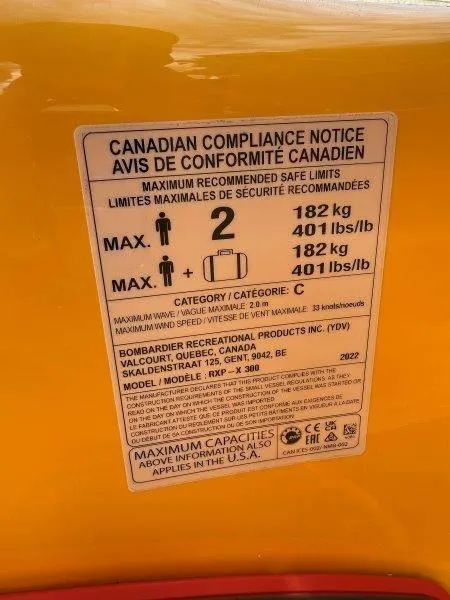 CANADIAN COMPLIANCE NOTICE
AVIS DE CONFORMITÉ CANADIEN
MAXIMUM RECOMMENDED SAFE LIMITS
LIMITES MAXIMALES DE SÉCURITÉ RECOMMANDÉES
MAX. 2 182 kg
401 lbs/lb
MAX. + 182 kg
401 lbs/lb
CATEGORY / CATÉGORIE: C
MAXIMUM WAVE / VAGUE MAXIMALE: 2.0 m
MAXIMUM WIND SPEED / VITESSE DE VENT MAXIMALE: 33 knots/noeuds
BOMBARDIER RECREATIONAL PRODUCTS INC. (YDV)
VALCOURT, QUEBEC, CANADA
SKALDENSTRAAT 125, GENT, 9042, BE
MODEL / MODÈLE : RXP-X 300 2022
THE MANUFACTURER DECLARES THAT THIS PRODUCT COMPLIES WITH THE
CONSTRUCTION REQUIREMENTS OF THE SMALL VESSEL REGULATIONS, AS THEY
READ ON THE DAY ON WHICH THE CONSTRUCTION OF THE VESSEL WAS STARTED OR
ON THE DAY ON WHICH THE VESSEL WAS IMPORTED.
LE FABRICANT ATTESTE QUE CE PRODUIT EST CONFORME AUX EXIGENCES DE
CONSTRUCTION DU RÈGLEMENT SUR LES PETITS BÂTIMENTS EN VIGUEUR À LA DATE
DU DÉBUT DE SA CONSTRUCTION OU DE SON IMPORTATION.
MAXIMUM CAPACITIES
ABOVE INFORMATION ALSO
APPLIES IN THE U.S.A.
CE EAC
CAN ICES-002/ NMB-002